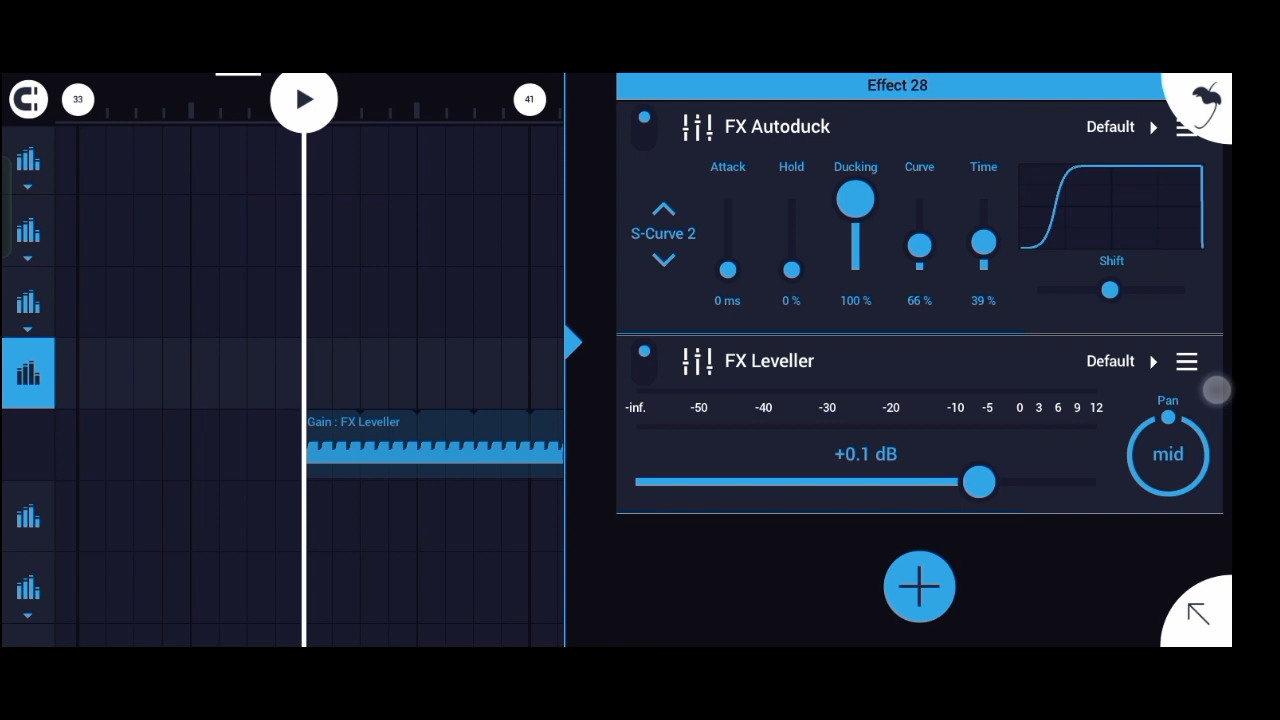 33
41
Effect 28
FX Autoduck
Default
Attack
Hold
Ducking
Curve
Time
S-Curve 2
Shift
0 ms
0 %
100 %
66 %
39 %
FX Leveller
Default
-inf. -50 -40 -30 -20 -10 -5 0 3 6 9 12
Pan
mid
+0.1 dB
Gain : FX Leveller